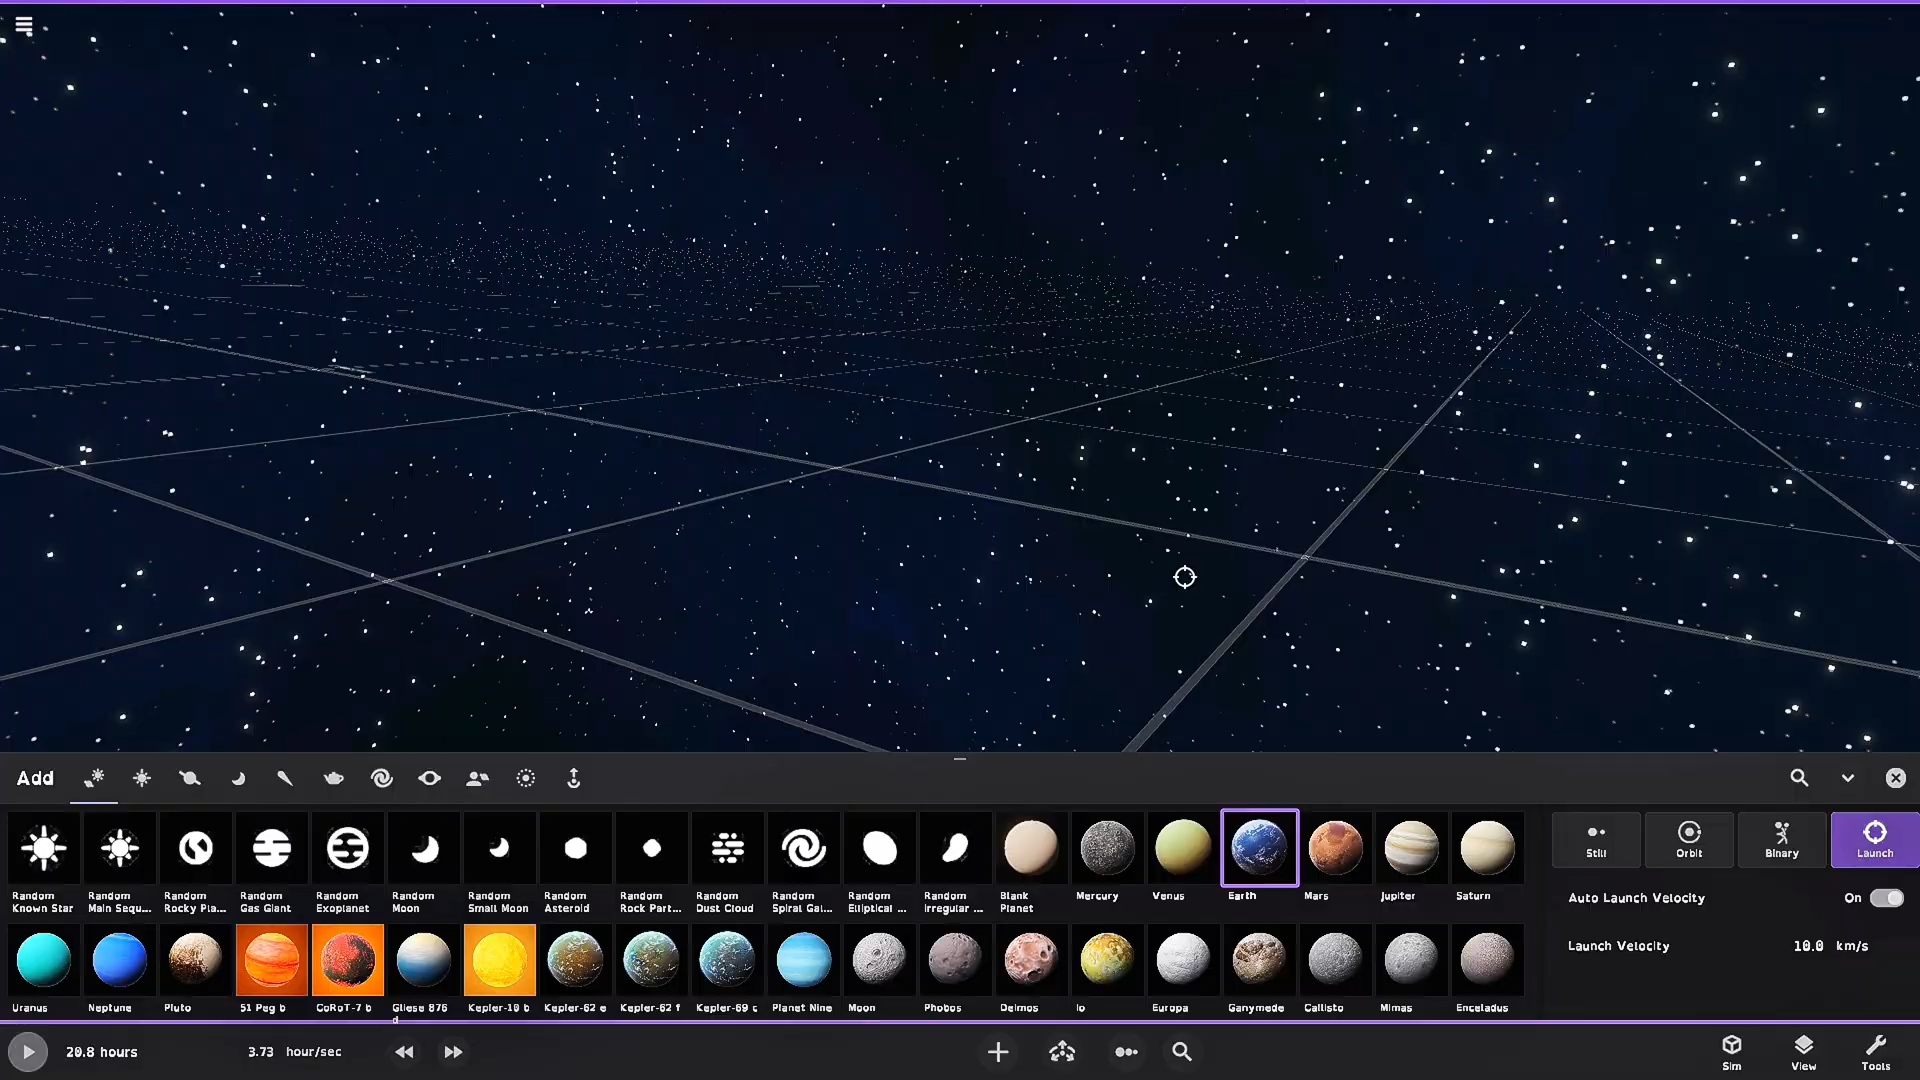 Add
Random
Known Star
Random
Main Sequ...
Random
Rocky Pla...
Random
Gas Giant
Random
Exoplanet
Random
Moon
Random
Small Moon
Random
Asteroid
Random
Rock Part...
Random
Dust Cloud
Random
Spiral Gal...
Random
Elliptical ...
Random
Irregular ...
Blank
Planet
Mercury
Venus
Earth
Mars
Jupiter
Saturn
Still
Orbit
Binary
Launch
Auto Launch Velocity
On
Launch Velocity
10.0 km/s
Uranus
Neptune
Pluto
51 Peg b
CoRoT-7 b
Gliese 876
d
Kepler-10 b
Kepler-62 e
Kepler-62 f
Kepler-69 c
Planet Nine
Moon
Phobos
Deimos
Io
Europa
Ganymede
Callisto
Mimas
Enceladus
20.8 hours
3.73 hour/sec
Sim
View
Tools